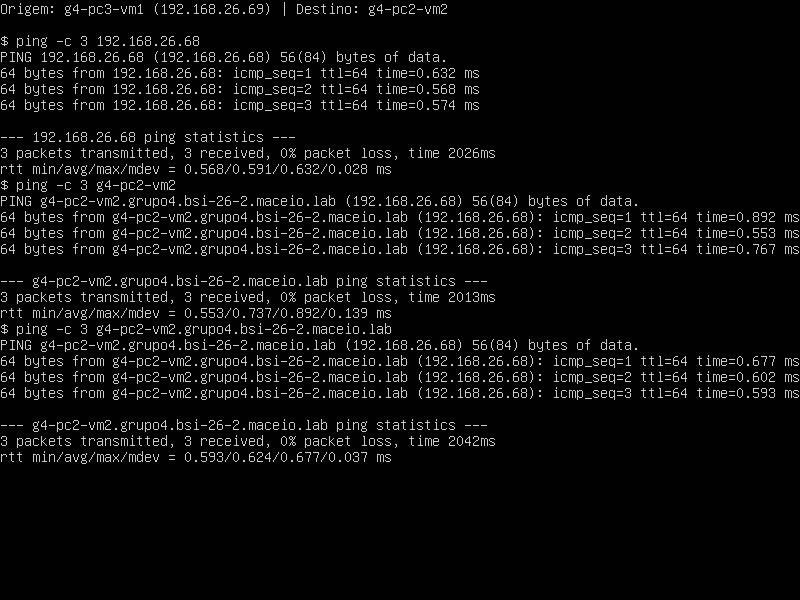 Origem: g4-pc3-vm1 (192.168.26.69) | Destino: g4-pc2-vm2
$ ping -c 3 192.168.26.68
PING 192.168.26.68 (192.168.26.68) 56(84) bytes of data.
64 bytes from 192.168.26.68: icmp_seq=1 ttl=64 time=0.632 ms
64 bytes from 192.168.26.68: icmp_seq=2 ttl=64 time=0.568 ms
64 bytes from 192.168.26.68: icmp_seq=3 ttl=64 time=0.574 ms
--- 192.168.26.68 ping statistics ---
3 packets transmitted, 3 received, 0% packet loss, time 2026ms
rtt min/avg/max/mdev = 0.568/0.591/0.632/0.028 ms
$ ping -c 3 g4-pc2-vm2
PING g4-pc2-vm2.grupo4.bsi-26-2.maceio.lab (192.168.26.68) 56(84) bytes of data.
64 bytes from g4-pc2-vm2.grupo4.bsi-26-2.maceio.lab (192.168.26.68): icmp_seq=1 ttl=64 time=0.892 ms
64 bytes from g4-pc2-vm2.grupo4.bsi-26-2.maceio.lab (192.168.26.68): icmp_seq=2 ttl=64 time=0.553 ms
64 bytes from g4-pc2-vm2.grupo4.bsi-26-2.maceio.lab (192.168.26.68): icmp_seq=3 ttl=64 time=0.767 ms
--- g4-pc2-vm2.grupo4.bsi-26-2.maceio.lab ping statistics ---
3 packets transmitted, 3 received, 0% packet loss, time 2013ms
rtt min/avg/max/mdev = 0.553/0.737/0.892/0.139 ms
$ ping -c 3 g4-pc2-vm2.grupo4.bsi-26-2.maceio.lab
PING g4-pc2-vm2.grupo4.bsi-26-2.maceio.lab (192.168.26.68) 56(84) bytes of data.
64 bytes from g4-pc2-vm2.grupo4.bsi-26-2.maceio.lab (192.168.26.68): icmp_seq=1 ttl=64 time=0.677 ms
64 bytes from g4-pc2-vm2.grupo4.bsi-26-2.maceio.lab (192.168.26.68): icmp_seq=2 ttl=64 time=0.602 ms
64 bytes from g4-pc2-vm2.grupo4.bsi-26-2.maceio.lab (192.168.26.68): icmp_seq=3 ttl=64 time=0.593 ms
--- g4-pc2-vm2.grupo4.bsi-26-2.maceio.lab ping statistics ---
3 packets transmitted, 3 received, 0% packet loss, time 2042ms
rtt min/avg/max/mdev = 0.593/0.624/0.677/0.037 ms